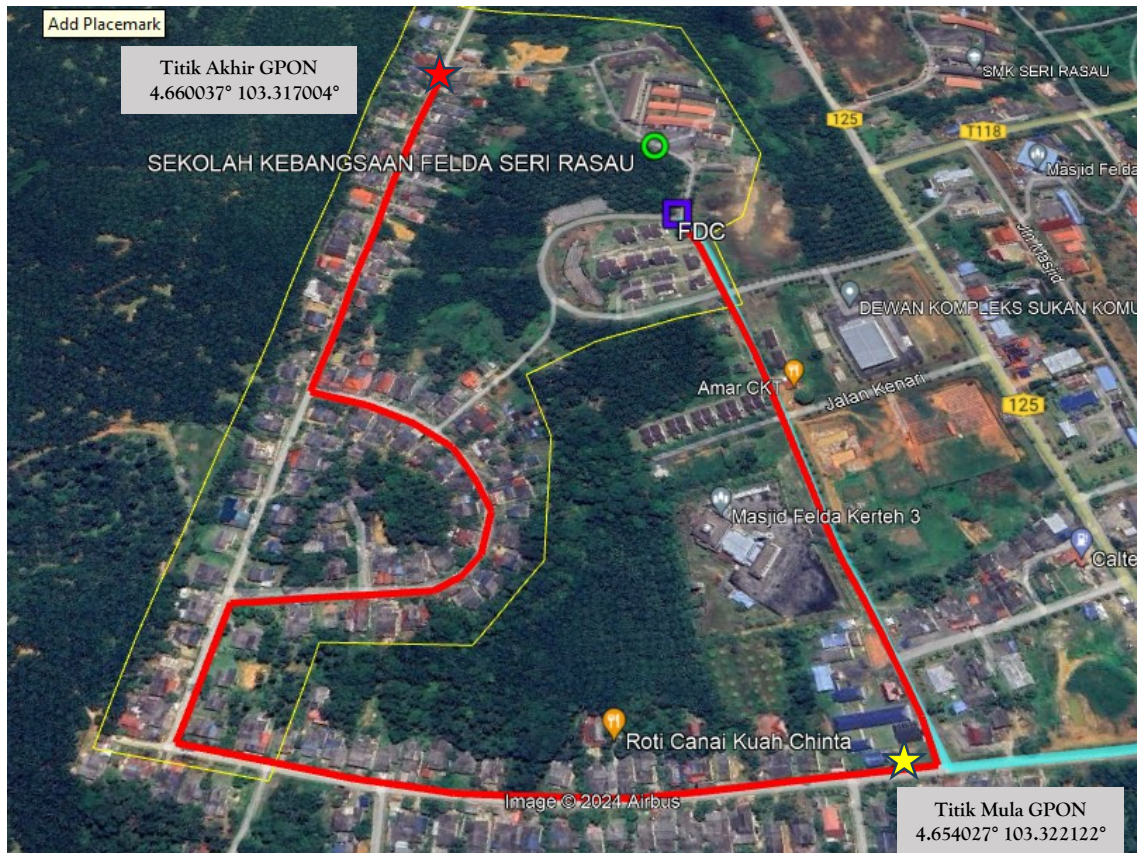 Add Placemark
Titik Akhir GPON
4.660037° 103.317004°
SMK SERI RASAU
125
T118
SEKOLAH KEBANGSAAN FELDA SERI RASAU
Masjid Felda
FDC
Jln Masjid
DEWAN KOMPLEKS SUKAN KOMU
Amar CKT
Jalan Kenari
125
Masjid Felda Kerteh 3
Calte
Roti Canai Kuah Chinta
Image © 2024 Airbus
Titik Mula GPON
4.654027° 103.322122°